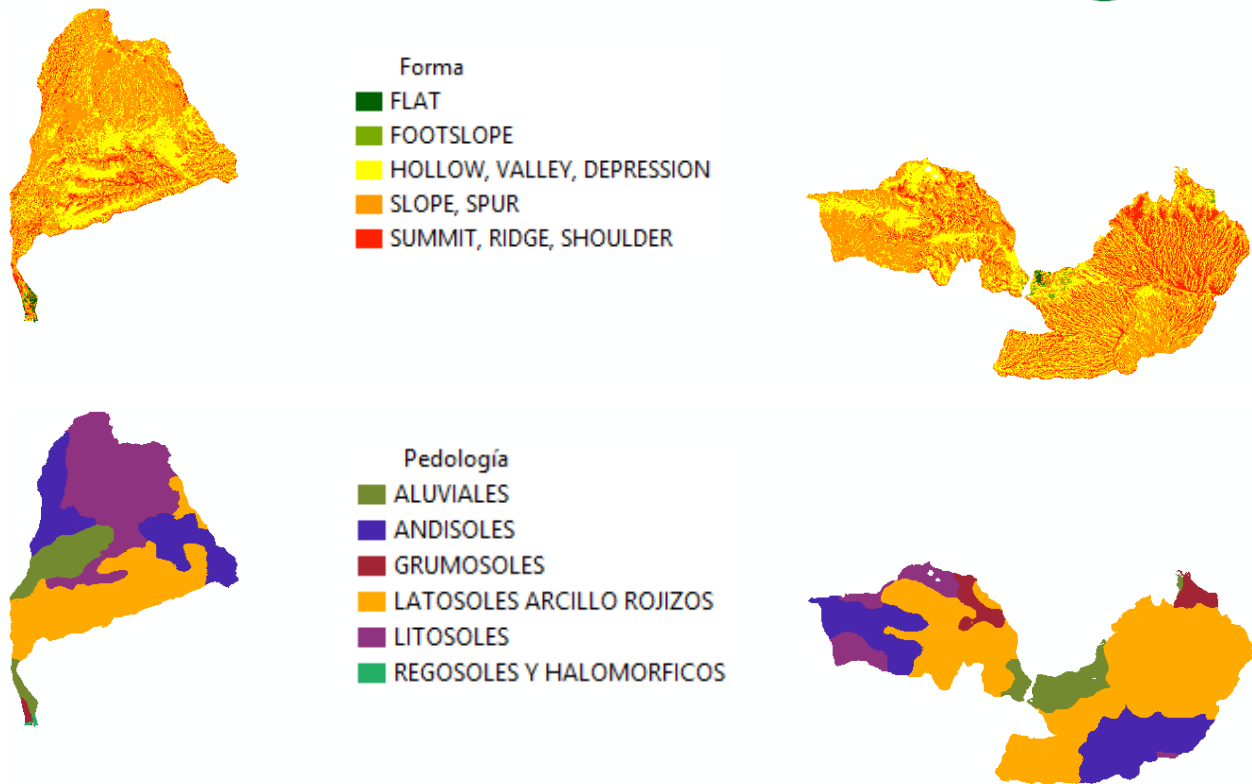 Forma
FLAT
FOOTSLOPE
HOLLOW, VALLEY, DEPRESSION
SLOPE, SPUR
SUMMIT, RIDGE, SHOULDER
Pedología
ALUVIALES
ANDISOLES
GRUMOSOLES
LATOSOLES ARCILLO ROJIZOS
LITOSOLES
REGOSOLES Y HALOMORFICOS